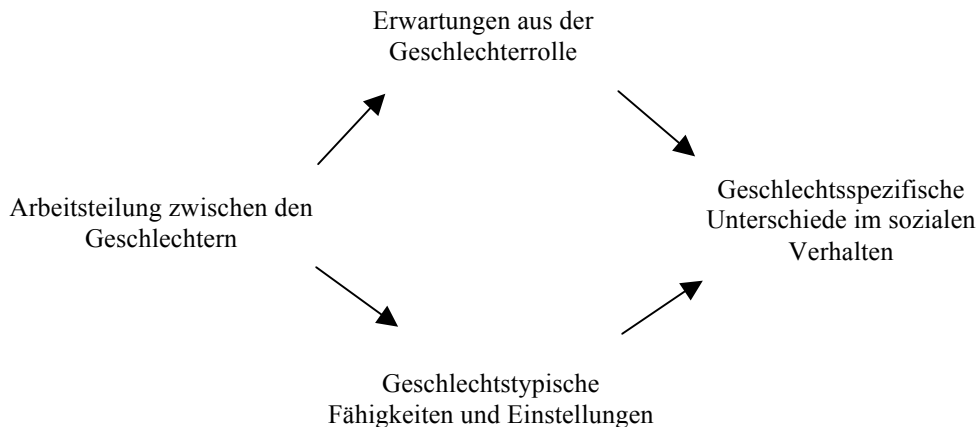 Erwartungen aus der
Geschlechterrolle
Arbeitsteilung zwischen den
Geschlechtern
Geschlechtsspezifische
Unterschiede im sozialen
Verhalten
Geschlechtstypische
Fähigkeiten und Einstellungen